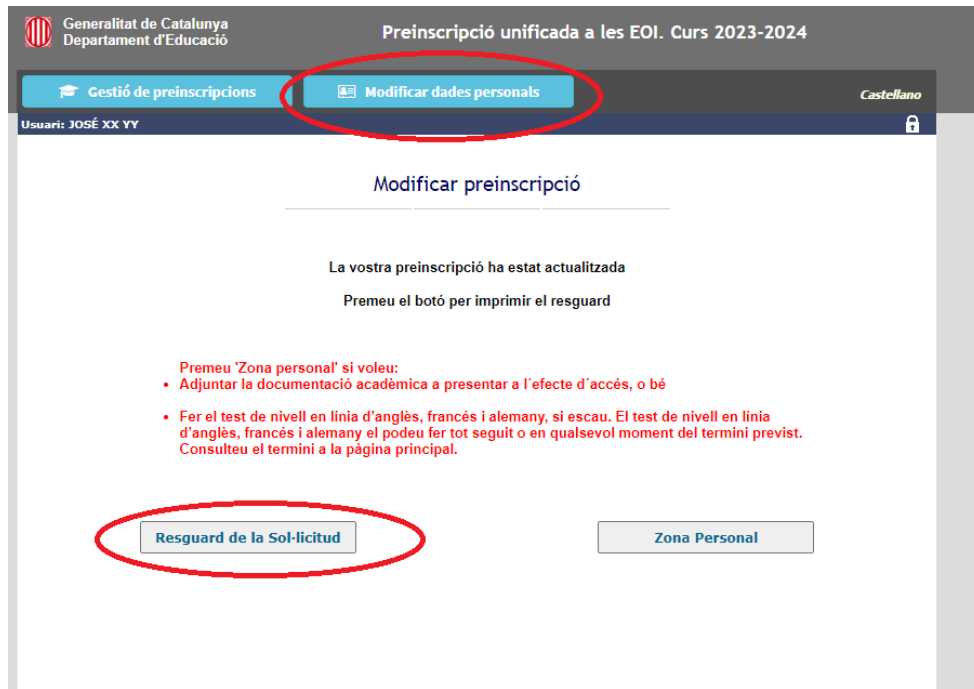 Generalitat de Catalunya
Departament d'Educació
Preinscripció unificada a les EOI. Curs 2023-2024
Gestió de preinscripcions
Modificar dades personals
Castellano
Usuari: JOSÉ XX YY
Modificar preinscripció
La vostra preinscripció ha estat actualitzada
Premeu el botó per imprimir el resguard
Premeu 'Zona personal' si voleu:
• Adjuntar la documentació acadèmica a presentar a l´efecte d´accés, o bé
• Fer el test de nivell en línia d'anglès, francés i alemany, si escau. El test de nivell en línia
d'anglès, francés i alemany el podeu fer tot seguit o en qualsevol moment del termini previst.
Consulteu el termini a la pàgina principal.
Resguard de la Sol·licitud
Zona Personal